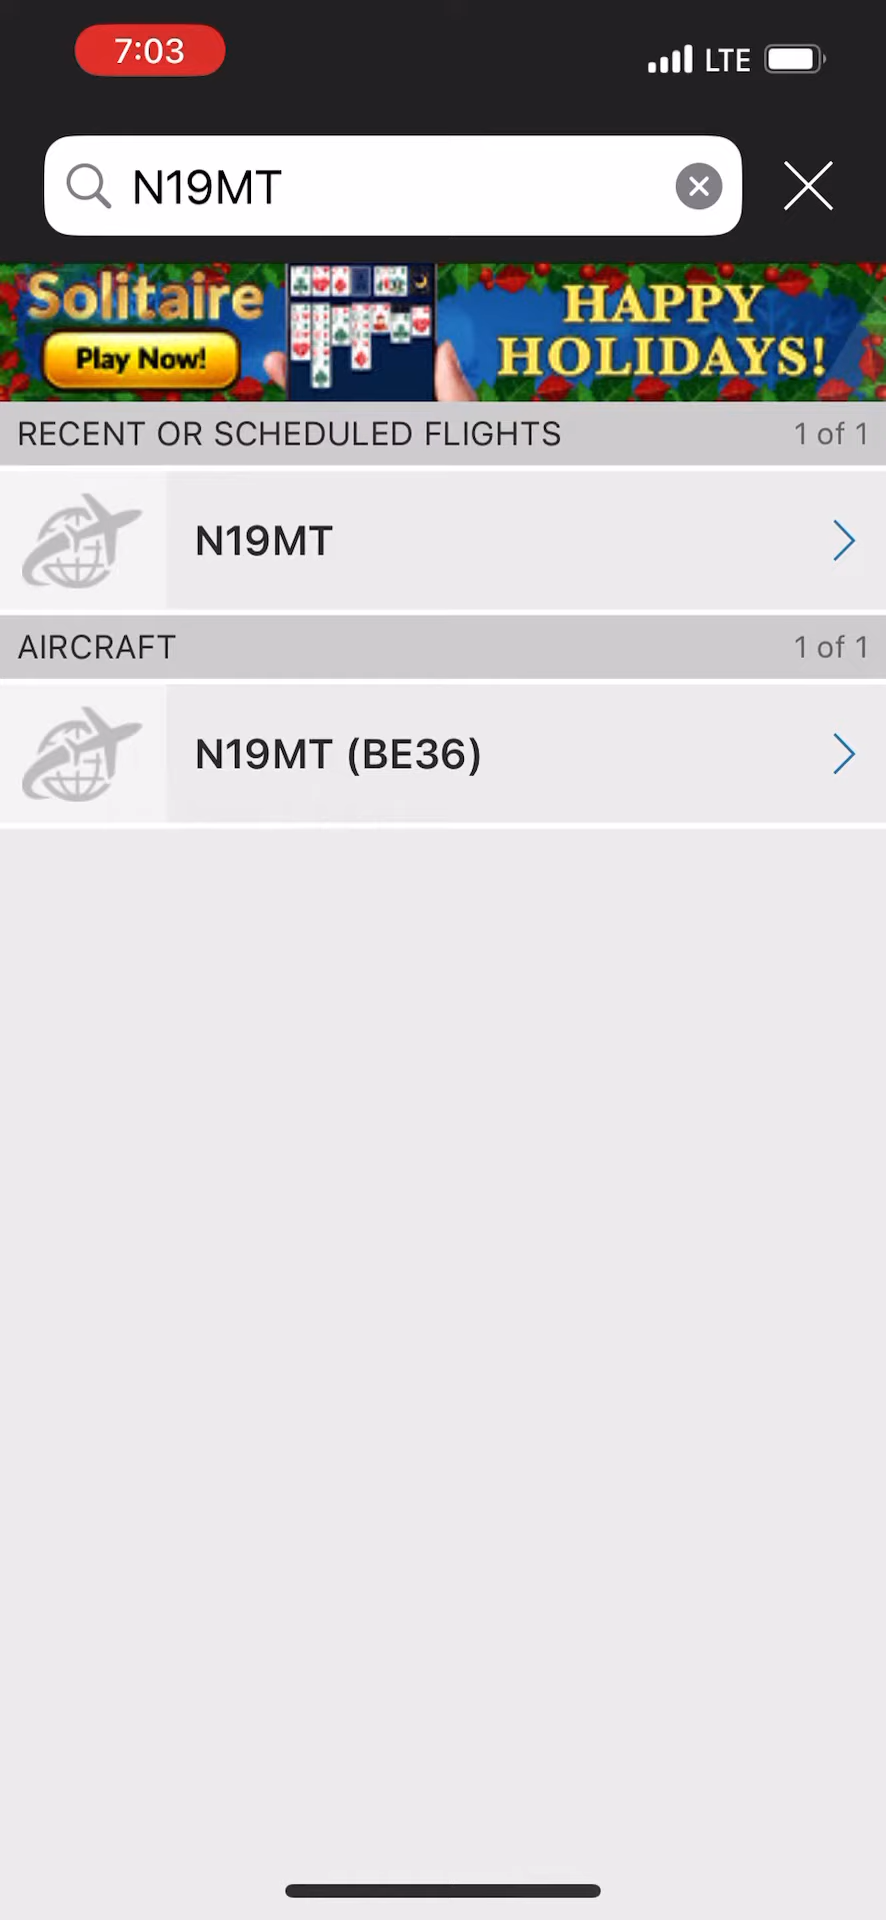 7:03
LTE
N19MT
Solitaire
Play Now!
HAPPY
HOLIDAYS!
RECENT OR SCHEDULED FLIGHTS 1 of 1
N19MT
AIRCRAFT 1 of 1
N19MT (BE36)